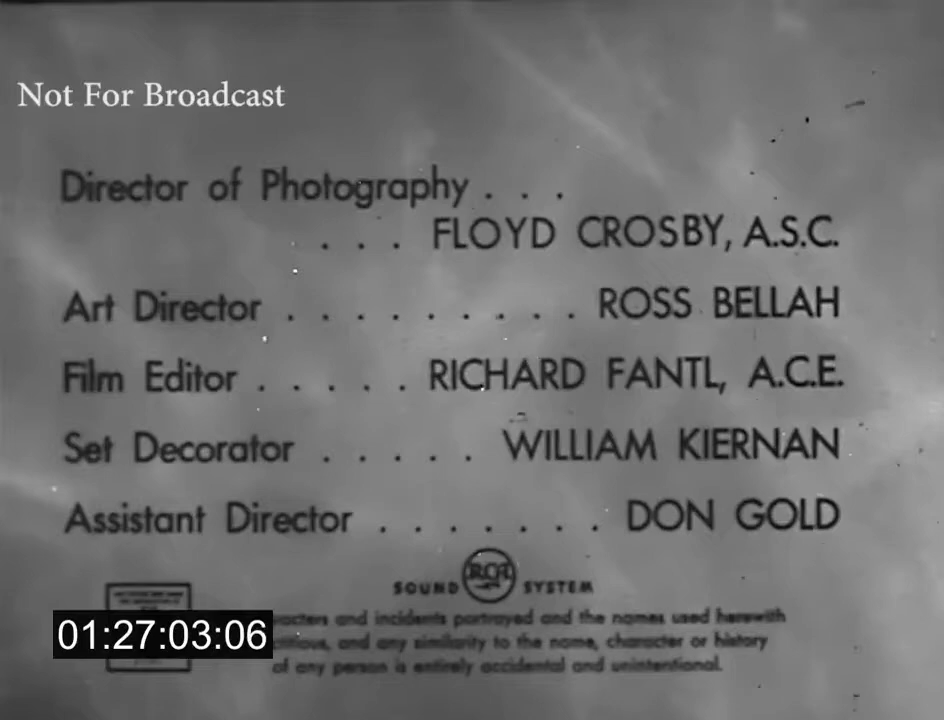 Not For Broadcast
Director of Photography . . .
. . . FLOYD CROSBY, A.S.C.
Art Director . . . . . . . . . ROSS BELLAH
Film Editor . . . . . RICHARD FANTL, A.C.E.
Set Decorator . . . . . WILLIAM KIERNAN
Assistant Director . . . . . . . DON GOLD
SOUND RCA SYSTEM
and incidents portrayed and the names used herewith
01:27:03:06
and any similarity to the name, character or history
of any person is entirely accidental and unintentional.